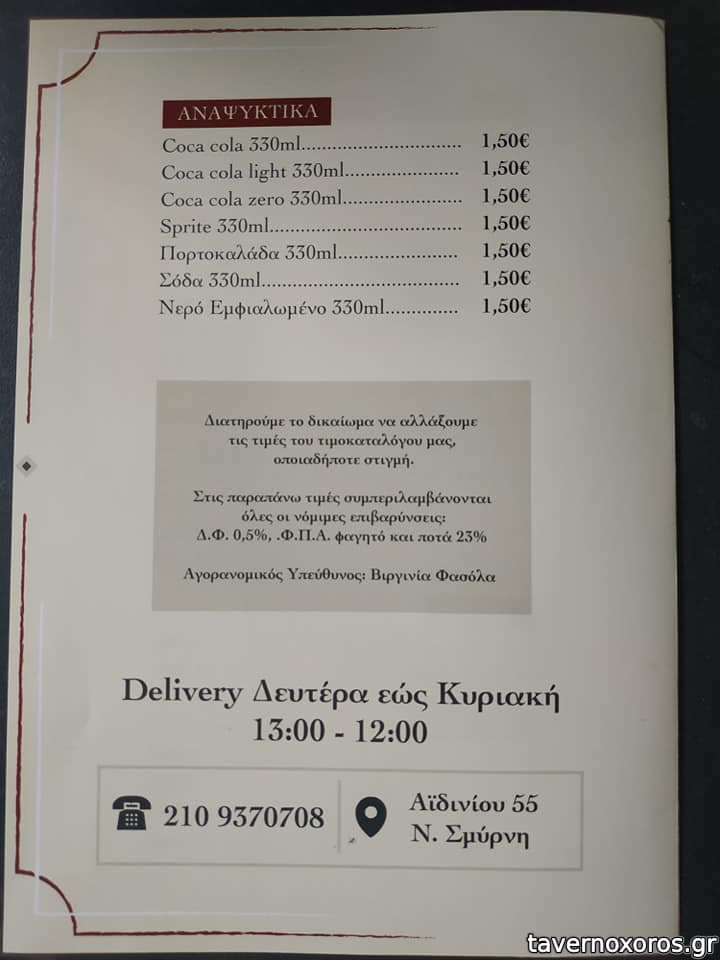 ΑΝΑΨΥΚΤΙΚΑ
Coca cola 330ml............................... 1,50€
Coca cola light 330ml...................... 1,50€
Coca cola zero 330ml....................... 1,50€
Sprite 330ml..................................... 1,50€
Πορτοκαλάδα 330ml....................... 1,50€
Σόδα 330ml...................................... 1,50€
Νερό Εμφιαλωμένο 330ml.............. 1,50€
Διατηρούμε το δικαίωμα να αλλάξουμε
τις τιμές του τιμοκαταλόγου μας,
οποιαδήποτε στιγμή.
Στις παραπάνω τιμές συμπεριλαμβάνονται
όλες οι νόμιμες επιβαρύνσεις:
Δ.Φ. 0,5%, .Φ.Π.Α. φαγητό και ποτά 23%
Αγορανομικός Υπεύθυνος: Βιργινία Φασόλα
Delivery Δευτέρα εώς Κυριακή
13:00 - 12:00
210 9370708
Αϊδινίου 55
Ν. Σμύρνη
tavernoxoros.gr